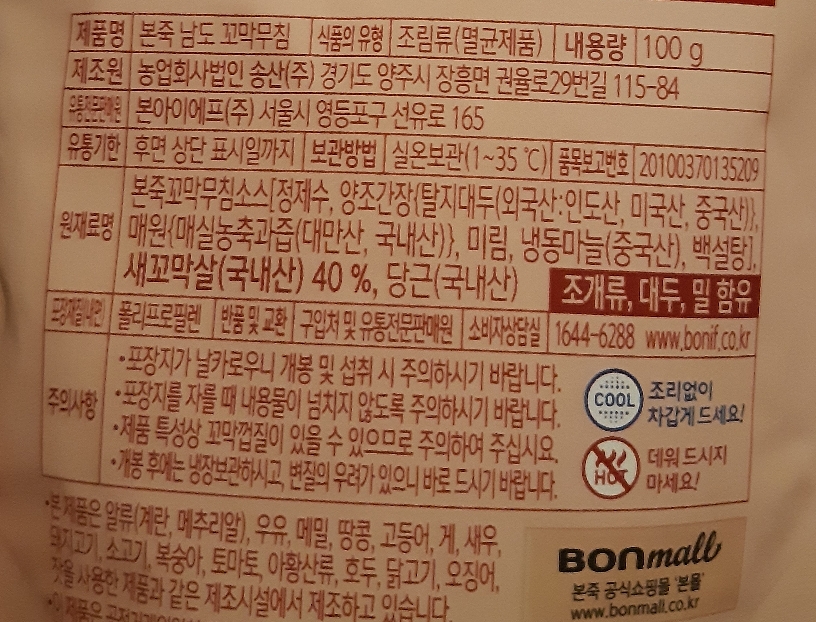 제품명 본죽 남도 꼬막무침 식품의 유형 조림류(멸균제품) 내용량 100 g
제조원 농업회사법인 송산(주) 경기도 양주시 장흥면 권율로29번길 115-84
유통전문판매원 본아이에프(주) 서울시 영등포구 선유로 165
유통기한 후면 상단 표시일까지 보관방법 실온보관(1~35 ℃) 품목보고번호 20100370135209
원재료명 본죽꼬막무침소스[정제수, 양조간장{탈지대두(외국산:인도산, 미국산, 중국산)},
매원{매실농축과즙(대만산, 국내산)}, 미림, 냉동마늘(중국산), 백설탕],
새꼬막살(국내산) 40 %, 당근(국내산)
조개류, 대두, 밀 함유
포장재질(내면) 폴리프로필렌 반품 및 교환 구입처 및 유통전문판매원 소비자상담실 1644-6288 www.bonif.co.kr
주의사항
•포장지가 날카로우니 개봉 및 섭취 시 주의하시기 바랍니다.
•포장지를 자를 때 내용물이 넘치지 않도록 주의하시기 바랍니다.
•제품 특성상 꼬막껍질이 있을 수 있으므로 주의하여 주십시요.
•개봉 후에는 냉장보관하시고, 변질의 우려가 있으니 바로 드시기 바랍니다.
COOL 조리없이
차갑게 드세요!
HOT 데워 드시지
마세요!
•본 제품은 알류(계란, 메추리알), 우유, 메밀, 땅콩, 고등어, 게, 새우,
돼지고기, 소고기, 복숭아, 토마토, 아황산류, 호두, 닭고기, 오징어,
잣을 사용한 제품과 같은 제조시설에서 제조하고 있습니다.
BONmall
본죽 공식쇼핑몰 '본몰'
www.bonmall.co.kr